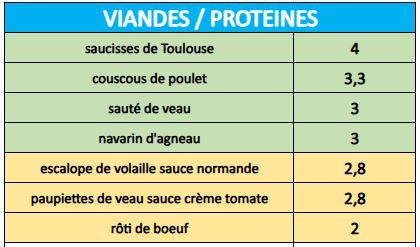 VIANDES / PROTEINES
saucisses de Toulouse 4
couscous de poulet 3,3
sauté de veau 3
navarin d'agneau 3
escalope de volaille sauce normande 2,8
paupiettes de veau sauce crème tomate 2,8
rôti de boeuf 2